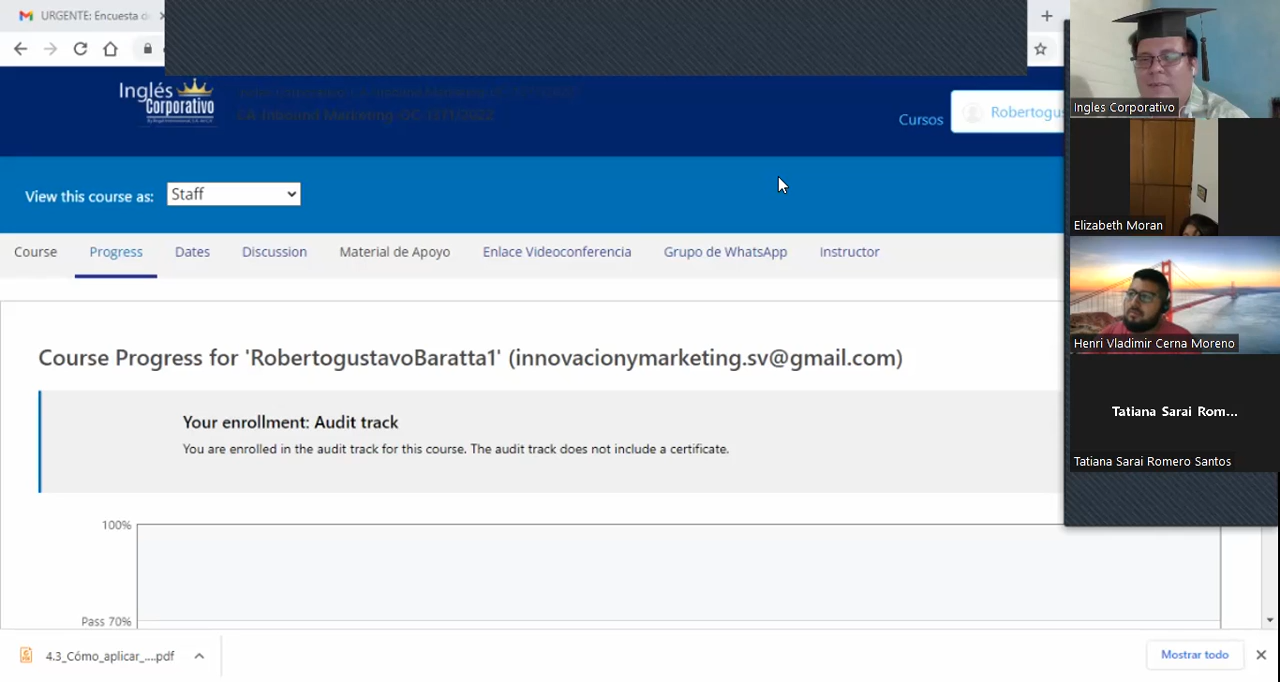 URGENTE: Encuesta d
Inglés
Corporativo
Cursos
Robertogus
View this course as:
Staff
Course
Progress
Dates
Discussion
Material de Apoyo
Enlace Videoconferencia
Grupo de WhatsApp
Instructor
Course Progress for 'RobertogustavoBaratta1' (innovacionymarketing.sv@gmail.com)
Your enrollment: Audit track
You are enrolled in the audit track for this course. The audit track does not include a certificate.
100%
Pass 70%
4.3_Cómo_aplicar_....pdf
Mostrar todo
Ingles Corporativo
Elizabeth Moran
Henri Vladimir Cerna Moreno
Tatiana Sarai Rom...
Tatiana Sarai Romero Santos